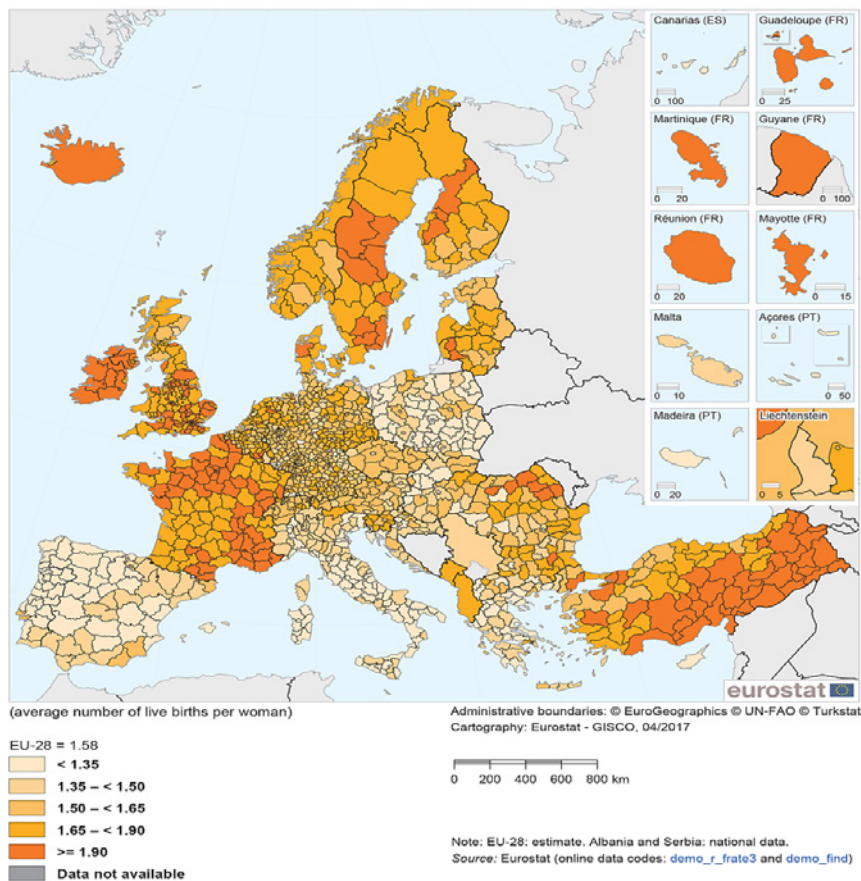 Canarias (ES)
0 100
Guadeloupe (FR)
0 25
Martinique (FR)
0 20
Guyane (FR)
0 100
Réunion (FR)
0 20
Mayotte (FR)
0 15
Malta
0 10
Açores (PT)
0 50
Madeira (PT)
0 20
Liechtenstein
0 5
eurostat
(average number of live births per woman)
Administrative boundaries: © EuroGeographics © UN-FAO © Turkstat
Cartography: Eurostat - GISCO, 04/2017
EU-28 = 1.58
< 1.35
1.35 – < 1.50
1.50 – < 1.65
1.65 – < 1.90
>= 1.90
Data not available
0 200 400 600 800 km
Note: EU-28: estimate. Albania and Serbia: national data.
Source: Eurostat (online data codes: demo_r_frate3 and demo_find)